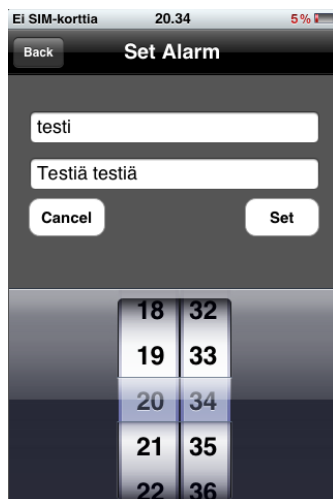 Ei SIM-korttia 20.34 5%
Back Set Alarm
testi
Testiä testiä
Cancel Set
18 32
19 33
20 34
21 35
22 36